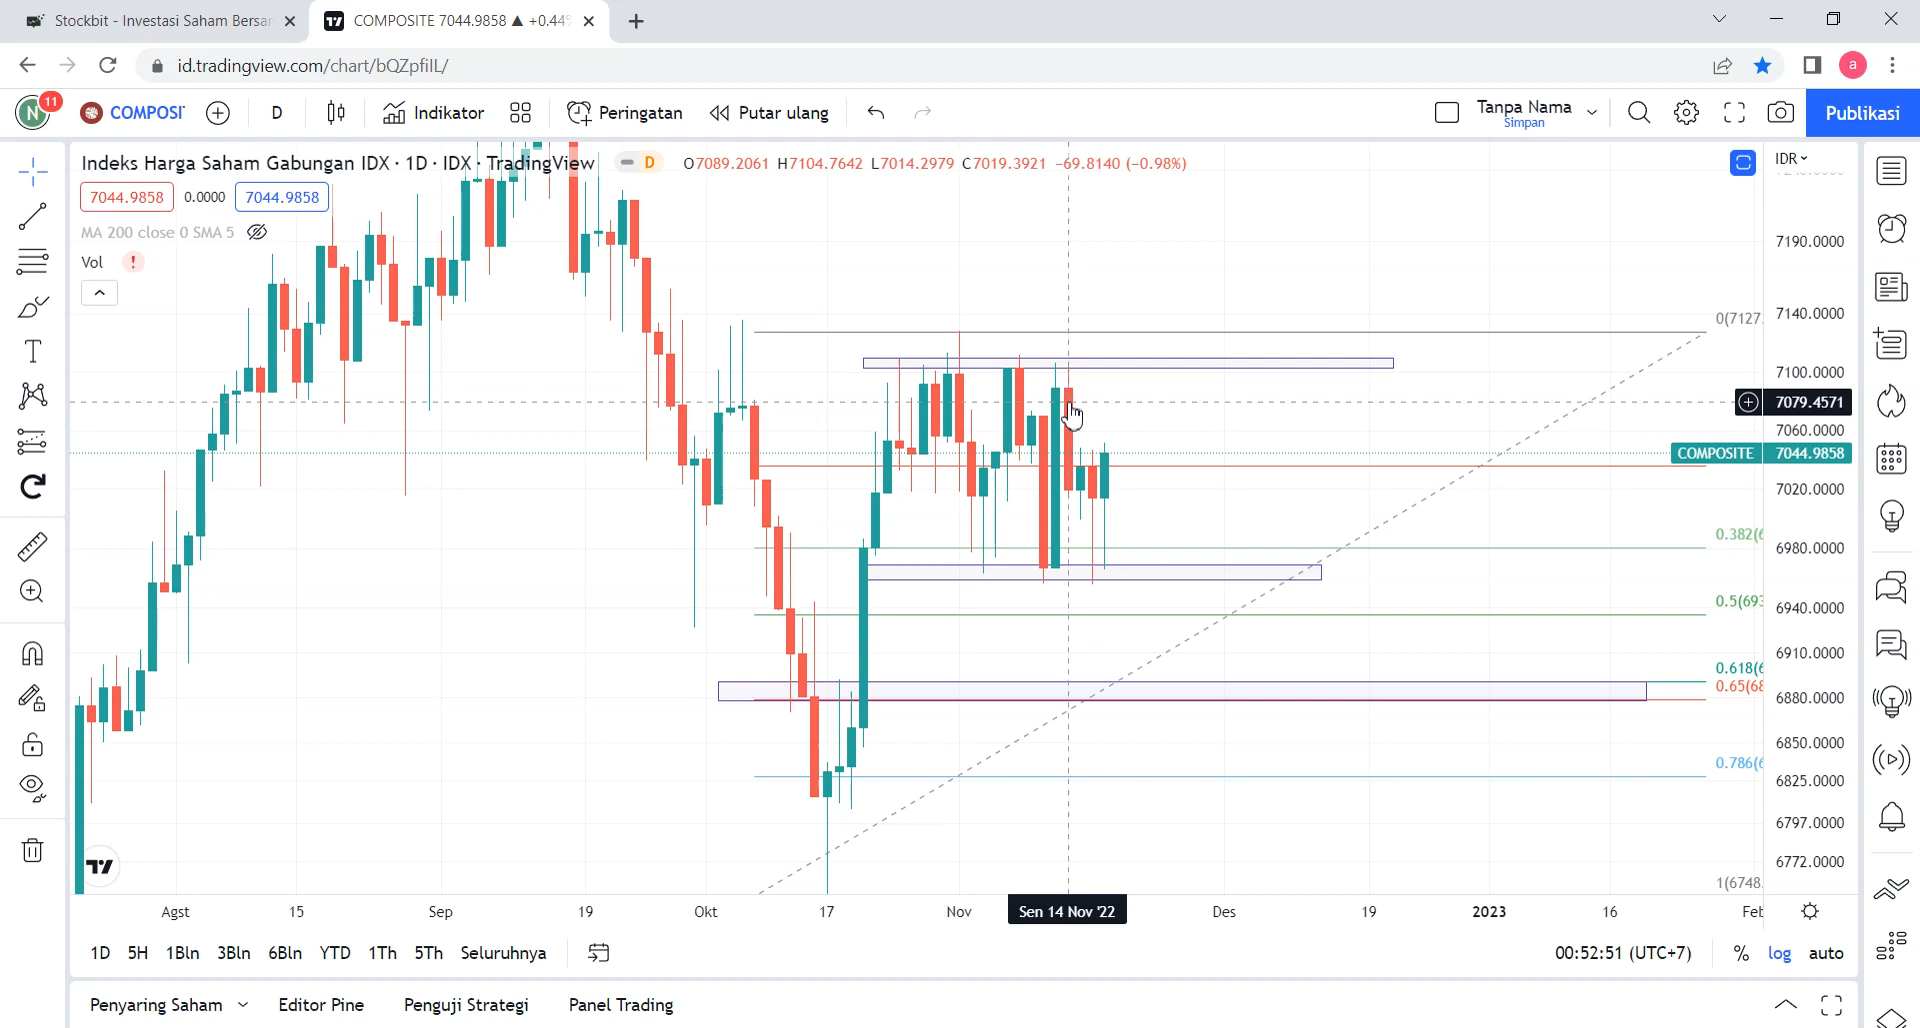 Stockbit - Investasi Saham Bersar
COMPOSITE 7044.9858 ▲ +0.44%
id.tradingview.com/chart/bQZpfiIL/
a
N
11
COMPOSIT
D
Indikator
Peringatan
Putar ulang
Tanpa Nama
Simpan
Publikasi
Indeks Harga Saham Gabungan IDX · 1D · IDX · TradingView
D
O7089.2061 H7104.7642 L7014.2979 C7019.3921 −69.8140 (−0.98%)
IDR
7044.9858
0.0000
7044.9858
MA 200 close 0 SMA 5
Vol
!
7190.0000
7140.0000
0(7127.
7100.0000
7079.4571
7060.0000
COMPOSITE
7044.9858
7020.0000
0.382(6
6980.0000
0.5(693
6940.0000
6910.0000
0.618(6
0.65(68
6880.0000
6850.0000
0.786(6
6825.0000
6797.0000
6772.0000
1(6748.
Agst
15
Sep
19
Okt
17
Nov
Sen 14 Nov '22
Des
19
2023
16
Feb
1D
5H
1Bln
3Bln
6Bln
YTD
1Th
5Th
Seluruhnya
00:52:51 (UTC+7)
%
log
auto
Penyaring Saham
Editor Pine
Penguji Strategi
Panel Trading